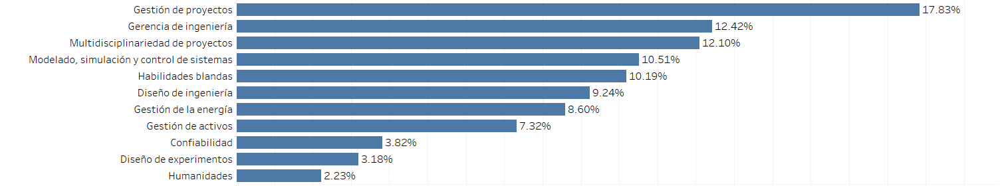 Gestión de proyectos 17.83%
Gerencia de ingeniería 12.42%
Multidisciplinariedad de proyectos 12.10%
Modelado, simulación y control de sistemas 10.51%
Habilidades blandas 10.19%
Diseño de ingeniería 9.24%
Gestión de la energía 8.60%
Gestión de activos 7.32%
Confiabilidad 3.82%
Diseño de experimentos 3.18%
Humanidades 2.23%